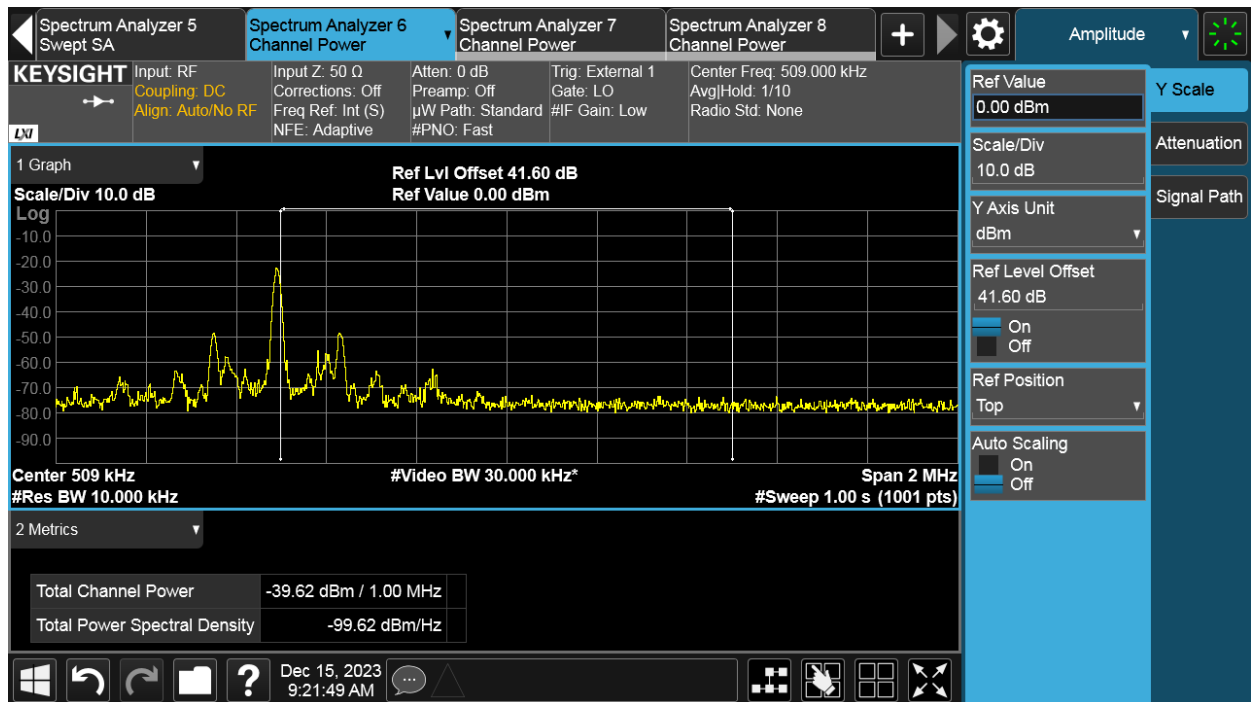 Spectrum Analyzer 5
Swept SA
Spectrum Analyzer 6
Channel Power
Spectrum Analyzer 7
Channel Power
Spectrum Analyzer 8
Channel Power
Amplitude
KEYSIGHT
LXI
Input: RF
Coupling: DC
Align: Auto/No RF
Input Z: 50 Ω
Corrections: Off
Freq Ref: Int (S)
NFE: Adaptive
Atten: 0 dB
Preamp: Off
µW Path: Standard
#PNO: Fast
Trig: External 1
Gate: LO
#IF Gain: Low
Center Freq: 509.000 kHz
Avg|Hold: 1/10
Radio Std: None
1 Graph
Scale/Div 10.0 dB
Ref Lvl Offset 41.60 dB
Ref Value 0.00 dBm
Log
-10.0
-20.0
-30.0
-40.0
-50.0
-60.0
-70.0
-80.0
-90.0
Center 509 kHz
#Video BW 30.000 kHz*
Span 2 MHz
#Res BW 10.000 kHz
#Sweep 1.00 s (1001 pts)
2 Metrics
Total Channel Power -39.62 dBm / 1.00 MHz
Total Power Spectral Density -99.62 dBm/Hz
?
Dec 15, 2023
9:21:49 AM
Ref Value
0.00 dBm
Scale/Div
10.0 dB
Y Axis Unit
dBm
Ref Level Offset
41.60 dB
On
Off
Ref Position
Top
Auto Scaling
On
Off
Y Scale
Attenuation
Signal Path